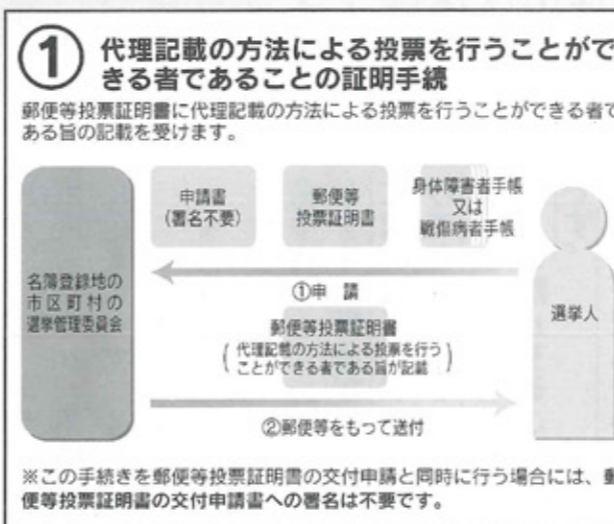 ① 代理記載の方法による投票を行うことがで
きる者であることの証明手続
郵便等投票証明書に代理記載の方法による投票を行うことができる者で
ある旨の記載を受けます。
申請書
(署名不要)
郵便等
投票証明書
身体障害者手帳
又は
戦傷病者手帳
名簿登録地の
市区町村の
選挙管理委員会
①申 請
選挙人
郵便等投票証明書
(代理記載の方法による投票を行う
ことができる者である旨が記載)
②郵便等をもって送付
※この手続きを郵便等投票証明書の交付申請と同時に行う場合には、郵
便等投票証明書の交付申請書への署名は不要です。